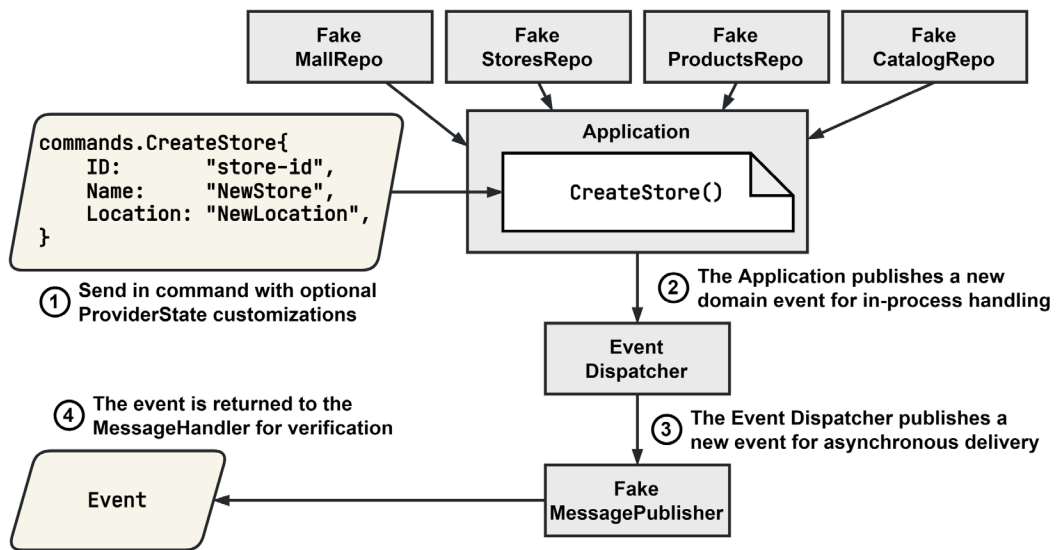 Fake
MallRepo
Fake
StoresRepo
Fake
ProductsRepo
Fake
CatalogRepo
commands.CreateStore{
    ID:       "store-id",
    Name:     "NewStore",
    Location: "NewLocation",
}
Application
CreateStore()
1 Send in command with optional
ProviderState customizations
2 The Application publishes a new
domain event for in-process handling
Event
Dispatcher
3 The Event Dispatcher publishes a
new event for asynchronous delivery
4 The event is returned to the
MessageHandler for verification
Event
Fake
MessagePublisher